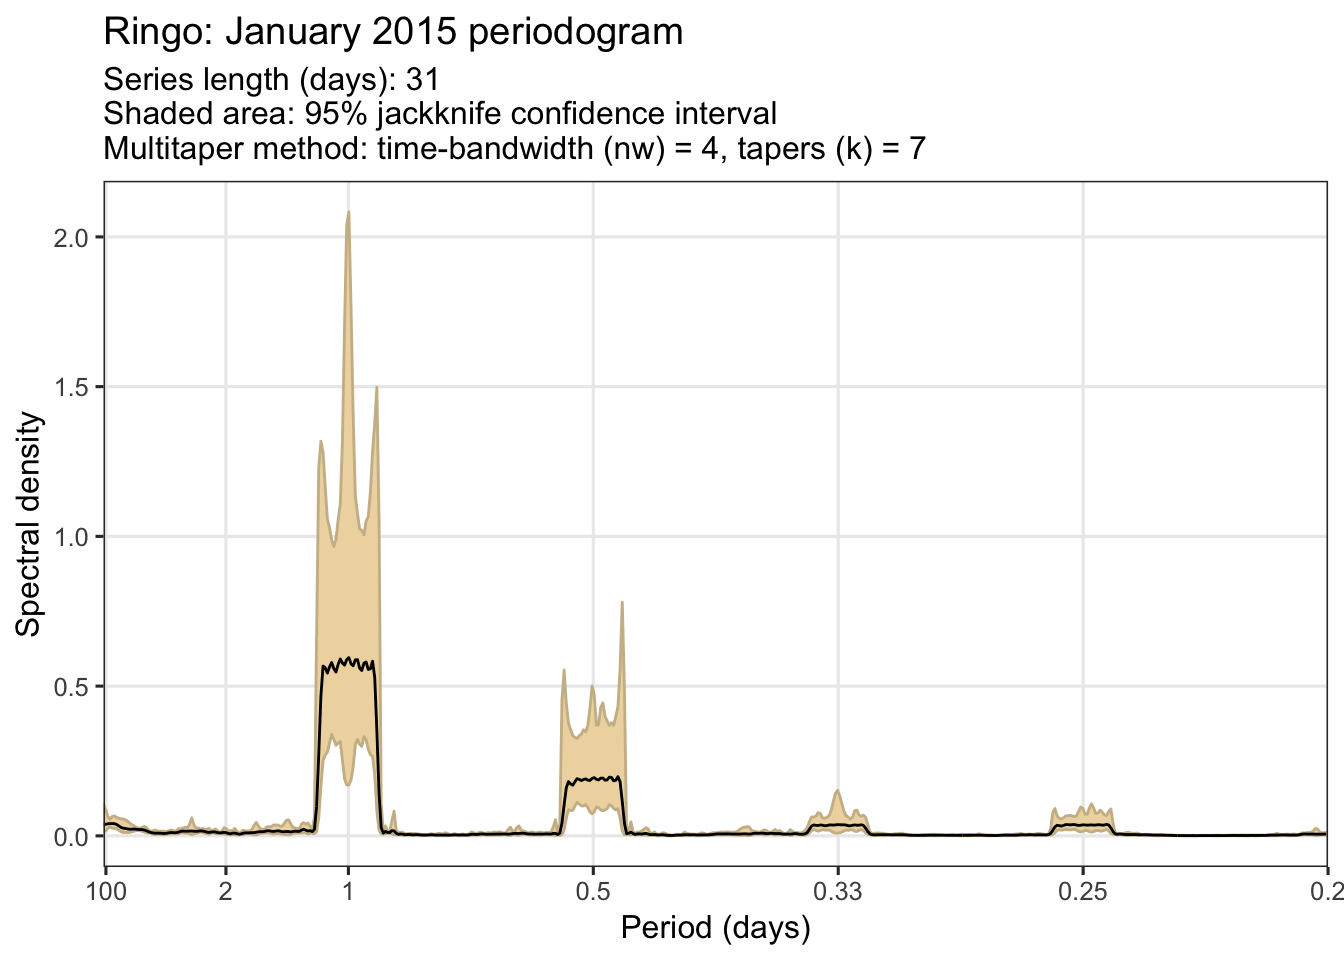 Ringo: January 2015 periodogram
Series length (days): 31
Shaded area: 95% jackknife confidence interval
Multitaper method: time-bandwidth (nw) = 4, tapers (k) = 7
2.0
1.5
1.0
0.5
0.0
Spectral density
100 2 1 0.5 0.33 0.25 0.2
Period (days)